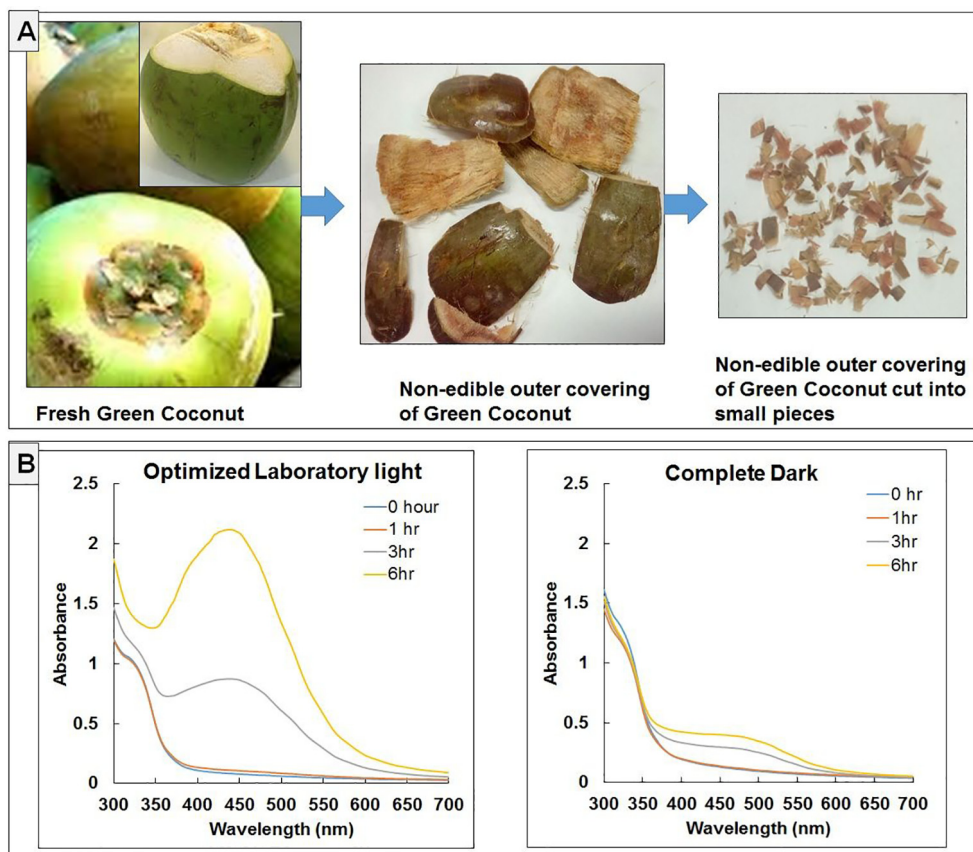 A
Fresh Green Coconut
Non-edible outer covering
of Green Coconut
Non-edible outer covering
of Green Coconut cut into
small pieces
B
Optimized Laboratory light
2.5
2
1.5
1
0.5
0
Absorbance
300 350 400 450 500 550 600 650 700
Wavelength (nm)
0 hour
1 hr
3hr
6hr
Complete Dark
2.5
2
1.5
1
0.5
0
Absorbance
300 350 400 450 500 550 600 650 700
Wavelength (nm)
0 hr
1hr
3hr
6hr